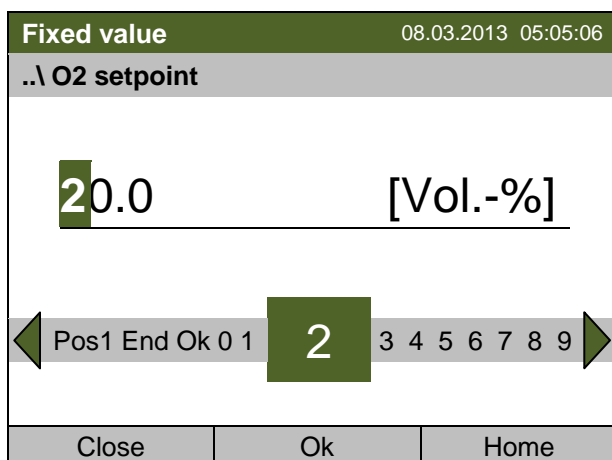 Fixed value 08.03.2013 05:05:06
..\ O2 setpoint
20.0 [Vol.-%]
Pos1 End Ok 0 1 2 3 4 5 6 7 8 9
Close Ok Home